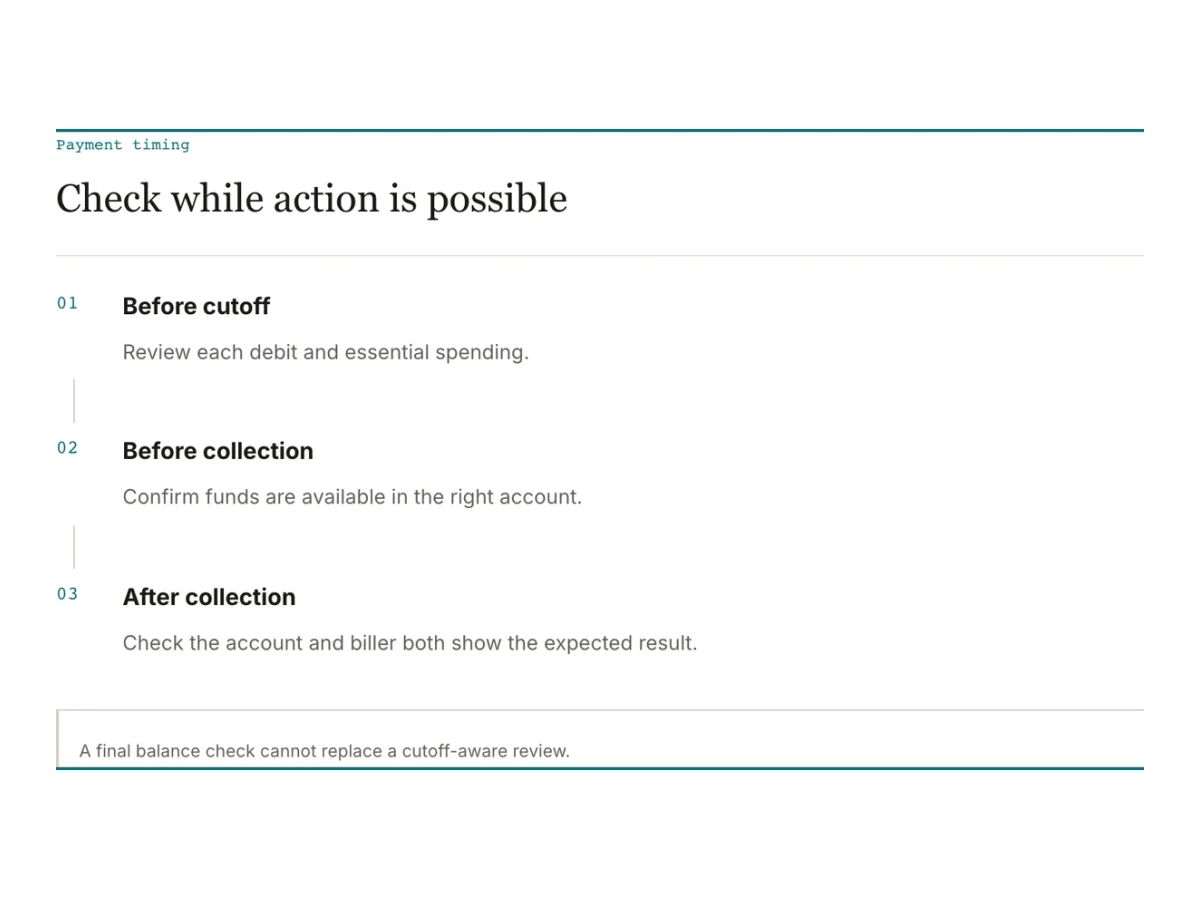 Payment timing
Check while action is possible
01
Before cutoff
Review each debit and essential spending.
02
Before collection
Confirm funds are available in the right account.
03
After collection
Check the account and biller both show the expected result.
A final balance check cannot replace a cutoff-aware review.